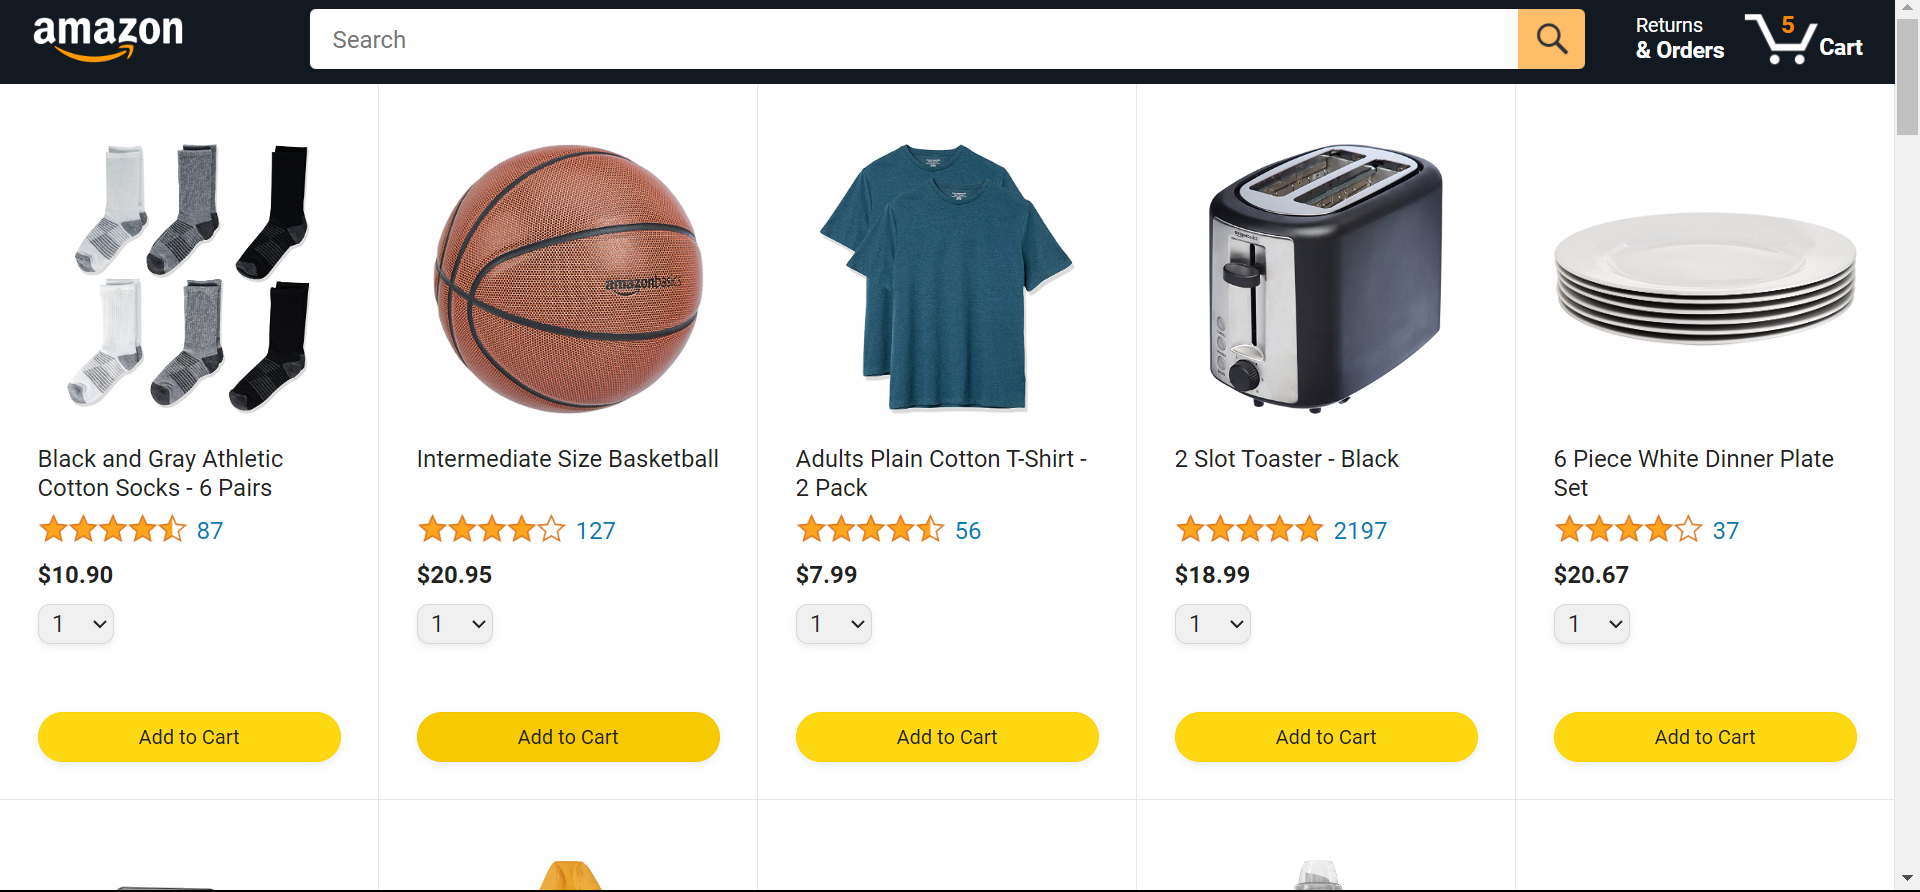 amazon
Search
Returns
& Orders
5
Cart
amazonbasics
Black and Gray Athletic
Cotton Socks - 6 Pairs
87
$10.90
1
Add to Cart
Intermediate Size Basketball
127
$20.95
1
Add to Cart
Adults Plain Cotton T-Shirt -
2 Pack
56
$7.99
1
Add to Cart
2 Slot Toaster - Black
2197
$18.99
1
Add to Cart
6 Piece White Dinner Plate
Set
37
$20.67
1
Add to Cart